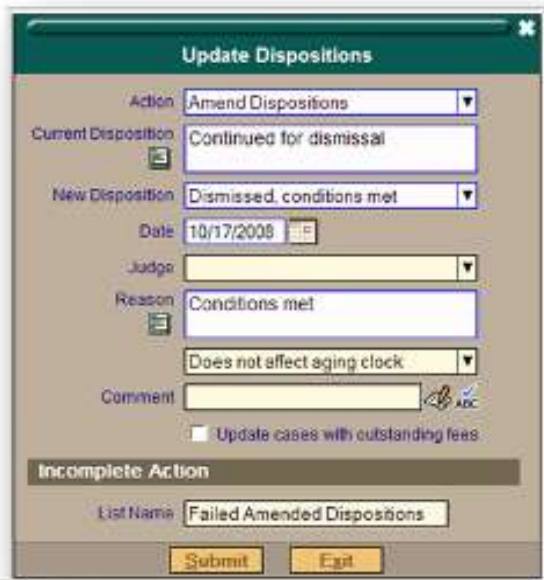 Update Dispositions
Action Amend Dispositions
Current Disposition Continued for dismissal
New Disposition Dismissed, conditions met
Date 10/17/2008
Judge
Reason Conditions met
Does not affect aging clock
Comment ABC
Update cases with outstanding fees
Incomplete Action
List Name Failed Amended Dispositions
Submit Exit